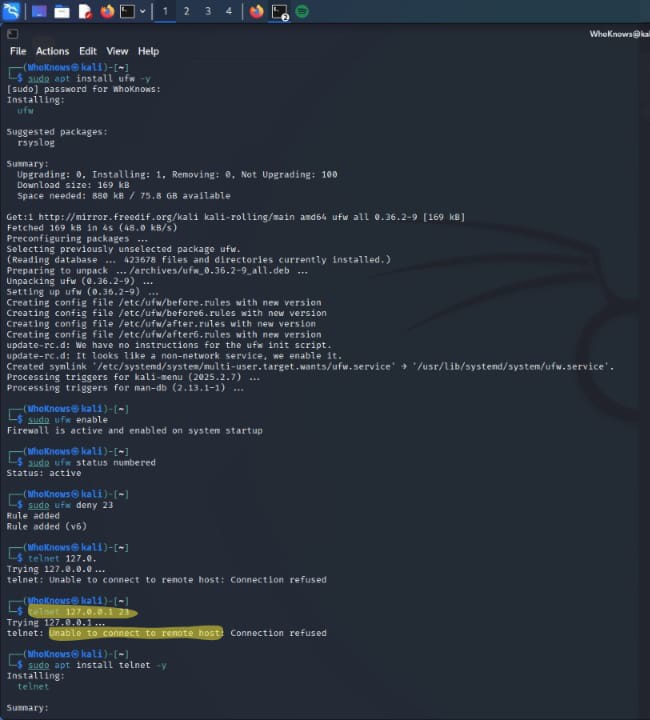 1 2 3 4 2
WhoKnows@kal
File Actions Edit View Help
┌──(WhoKnows㉿kali)-[~]
└─$ sudo apt install ufw -y
[sudo] password for WhoKnows:
Installing:
ufw
Suggested packages:
rsyslog
Summary:
Upgrading: 0, Installing: 1, Removing: 0, Not Upgrading: 100
Download size: 169 kB
Space needed: 880 kB / 75.8 GB available
Get:1 http://mirror.freedif.org/kali kali-rolling/main amd64 ufw all 0.36.2-9 [169 kB]
Fetched 169 kB in 4s (48.0 kB/s)
Preconfiguring packages ...
Selecting previously unselected package ufw.
(Reading database ... 423678 files and directories currently installed.)
Preparing to unpack .../archives/ufw_0.36.2-9_all.deb ...
Unpacking ufw (0.36.2-9) ...
Setting up ufw (0.36.2-9) ...
Creating config file /etc/ufw/before.rules with new version
Creating config file /etc/ufw/before6.rules with new version
Creating config file /etc/ufw/after.rules with new version
Creating config file /etc/ufw/after6.rules with new version
update-rc.d: We have no instructions for the ufw init script.
update-rc.d: It looks like a non-network service, we enable it.
Created symlink '/etc/systemd/system/multi-user.target.wants/ufw.service' → '/usr/lib/systemd/system/ufw.service'.
Processing triggers for kali-menu (2025.2.7) ...
Processing triggers for man-db (2.13.1-1) ...
┌──(WhoKnows㉿kali)-[~]
└─$ sudo ufw enable
Firewall is active and enabled on system startup
┌──(WhoKnows㉿kali)-[~]
└─$ sudo ufw status numbered
Status: active
┌──(WhoKnows㉿kali)-[~]
└─$ sudo ufw deny 23
Rule added
Rule added (v6)
┌──(WhoKnows㉿kali)-[~]
└─$ telnet 127.0.
Trying 127.0.0.0...
telnet: Unable to connect to remote host: Connection refused
┌──(WhoKnows㉿kali)-[~]
└─$ telnet 127.0.0.1 23
Trying 127.0.0.1...
telnet: Unable to connect to remote host: Connection refused
┌──(WhoKnows㉿kali)-[~]
└─$ sudo apt install telnet -y
Installing:
telnet
Summary: